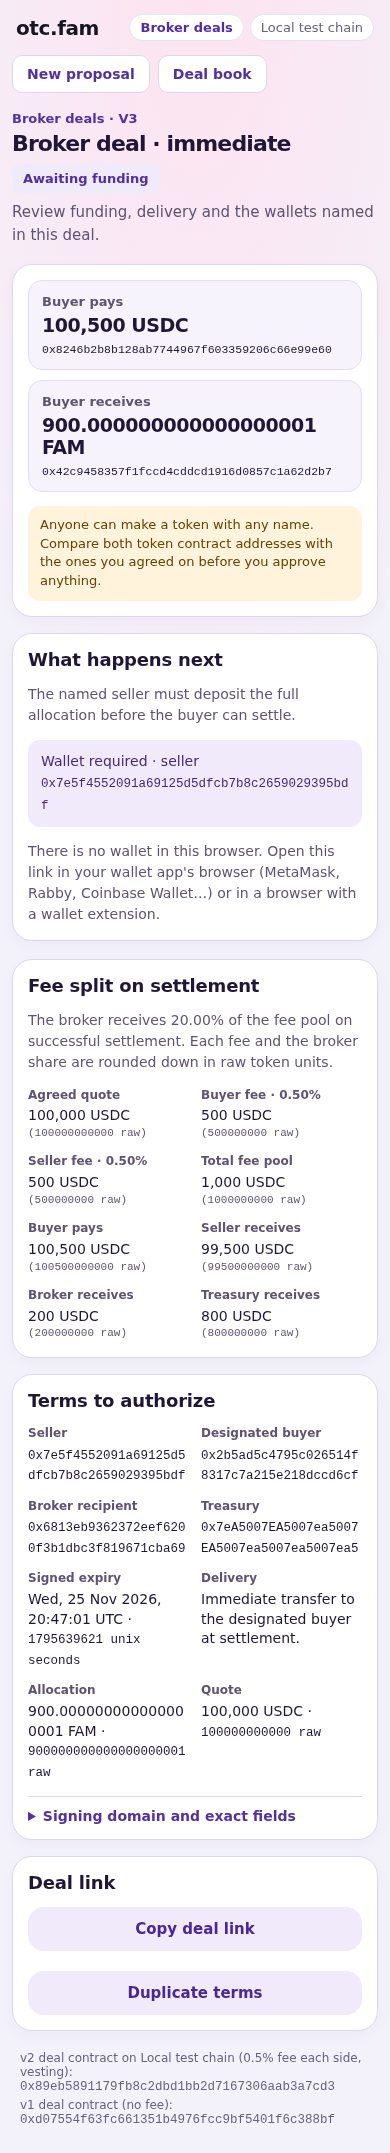 otc.fam
Broker deals
Local test chain
New proposal
Deal book
Broker deals · V3
Broker deal · immediate
Awaiting funding
Review funding, delivery and the wallets named
in this deal.
Buyer pays
100,500 USDC
0x8246b2b8b128ab7744967f603359206c66e99e60
Buyer receives
900.000000000000000001
FAM
0x42c9458357f1fccd4cddcd1916d0857c1a62d2b7
Anyone can make a token with any name.
Compare both token contract addresses with
the ones you agreed on before you approve
anything.
What happens next
The named seller must deposit the full
allocation before the buyer can settle.
Wallet required · seller
0x7e5f4552091a69125d5dfcb7b8c2659029395bd
f
There is no wallet in this browser. Open this
link in your wallet app's browser (MetaMask,
Rabby, Coinbase Wallet…) or in a browser with
a wallet extension.
Fee split on settlement
The broker receives 20.00% of the fee pool on
successful settlement. Each fee and the broker
share are rounded down in raw token units.
Agreed quote
100,000 USDC
(100000000000 raw)
Buyer fee · 0.50%
500 USDC
(500000000 raw)
Seller fee · 0.50%
500 USDC
(500000000 raw)
Total fee pool
1,000 USDC
(1000000000 raw)
Buyer pays
100,500 USDC
(100500000000 raw)
Seller receives
99,500 USDC
(99500000000 raw)
Broker receives
200 USDC
(200000000 raw)
Treasury receives
800 USDC
(800000000 raw)
Terms to authorize
Seller
0x7e5f4552091a69125d5
dfcb7b8c2659029395bdf
Designated buyer
0x2b5ad5c4795c026514f
8317c7a215e218dccd6cf
Broker recipient
0x6813eb9362372eef620
0f3b1dbc3f819671cba69
Treasury
0x7eA5007EA5007ea5007
EA5007ea5007ea5007ea5
Signed expiry
Wed, 25 Nov 2026,
20:47:01 UTC ·
1795639621 unix
seconds
Delivery
Immediate transfer to
the designated buyer
at settlement.
Allocation
900.00000000000000
0001 FAM ·
900000000000000000001
raw
Quote
100,000 USDC ·
100000000000 raw
▶ Signing domain and exact fields
Deal link
Copy deal link
Duplicate terms
v2 deal contract on Local test chain (0.5% fee each side,
vesting):
0x89eb5891179fb8c2dbd1bb2d7167306aab3a7cd3
v1 deal contract (no fee):
0xd07554f63fc661351b4976fcc9bf5401f6c388bf